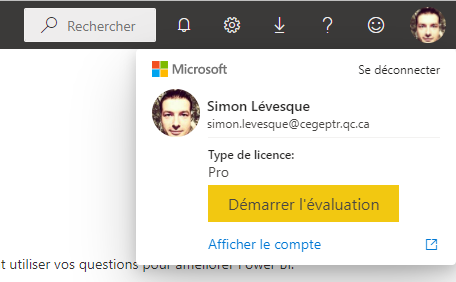 Rechercher
Microsoft
Se déconnecter
Simon Lévesque
simon.levesque@cegeptr.qc.ca
Type de licence:
Pro
Démarrer l'évaluation
Afficher le compte
t utiliser vos questions pour améliorer Power BI.